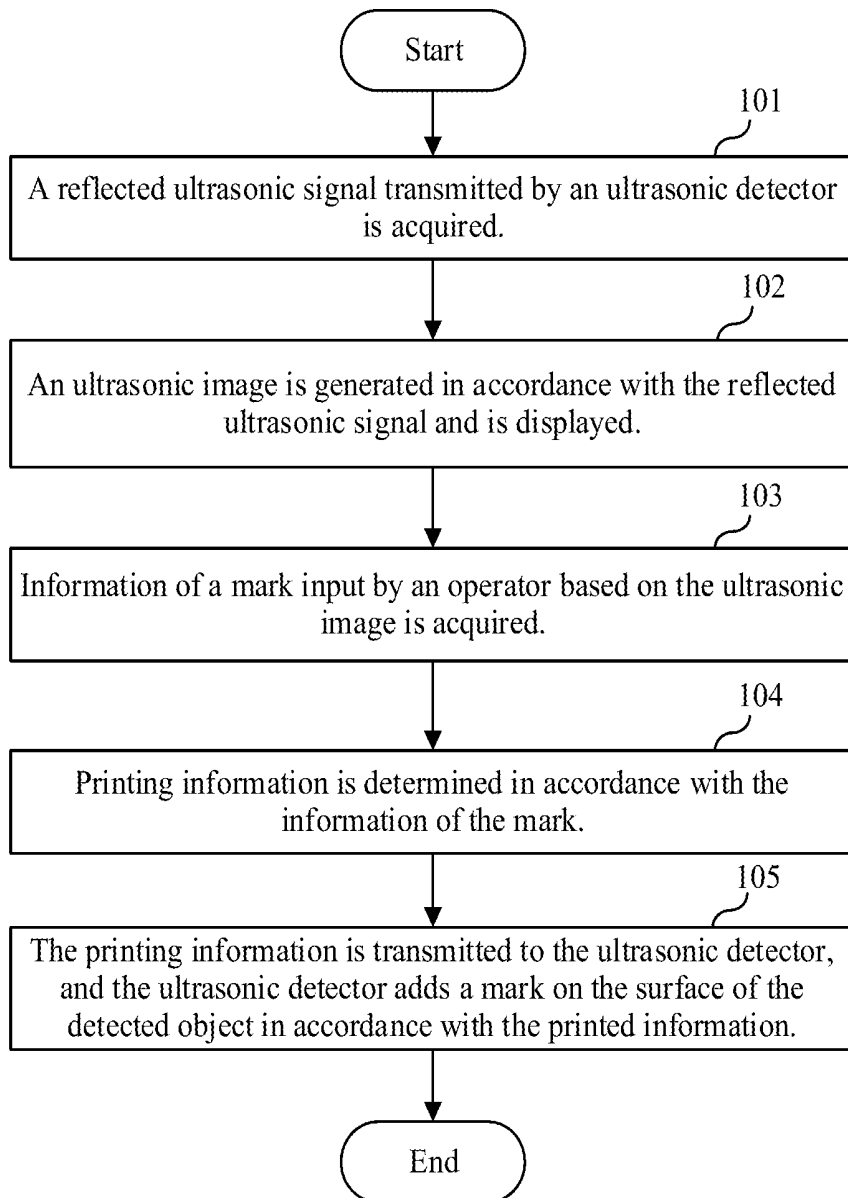 Start
101
A reflected ultrasonic signal transmitted by an ultrasonic detector
is acquired.
102
An ultrasonic image is generated in accordance with the reflected
ultrasonic signal and is displayed.
103
Information of a mark input by an operator based on the ultrasonic
image is acquired.
104
Printing information is determined in accordance with the
information of the mark.
105
The printing information is transmitted to the ultrasonic detector,
and the ultrasonic detector adds a mark on the surface of the
detected object in accordance with the printed information.
End